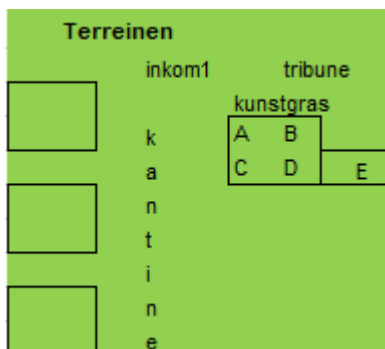 Terreinen
inkom1 tribune
kunstgras
k A B
a C D E
n
t
i
n
e